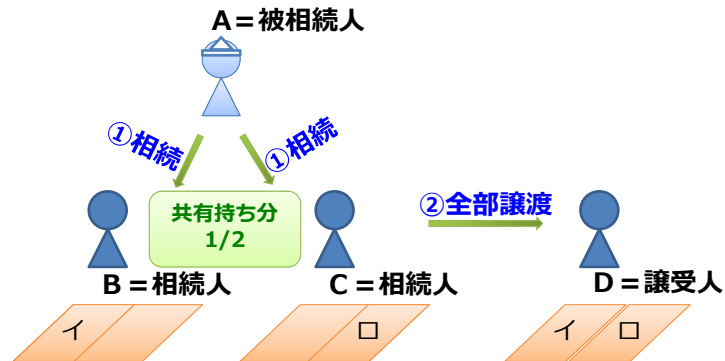 A＝被相続人
①相続
①相続
共有持ち分
1/2
②全部譲渡
B＝相続人
C＝相続人
D＝譲受人
イ
ロ
イ
ロ